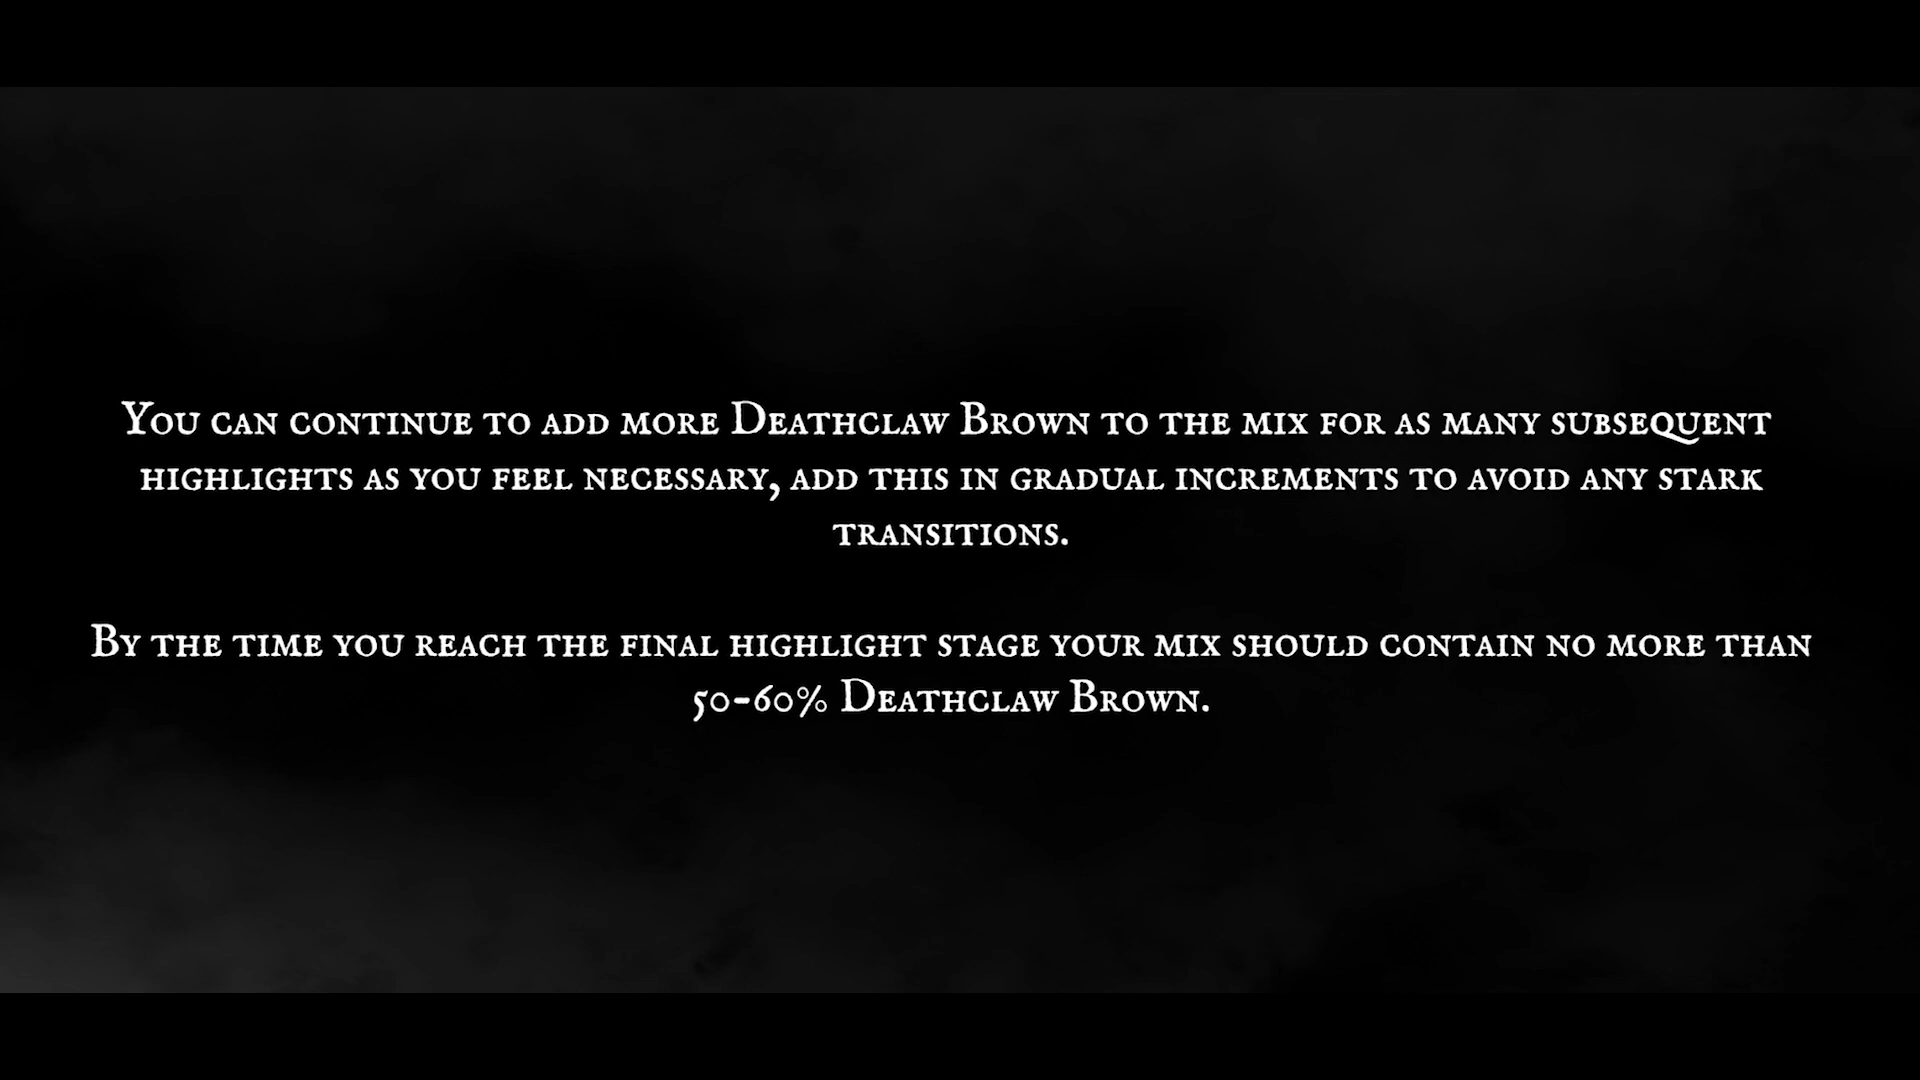 You can continue to add more Deathclaw Brown to the mix for as many subsequent
highlights as you feel necessary, add this in gradual increments to avoid any stark
transitions.
By the time you reach the final highlight stage your mix should contain no more than
50-60% Deathclaw Brown.